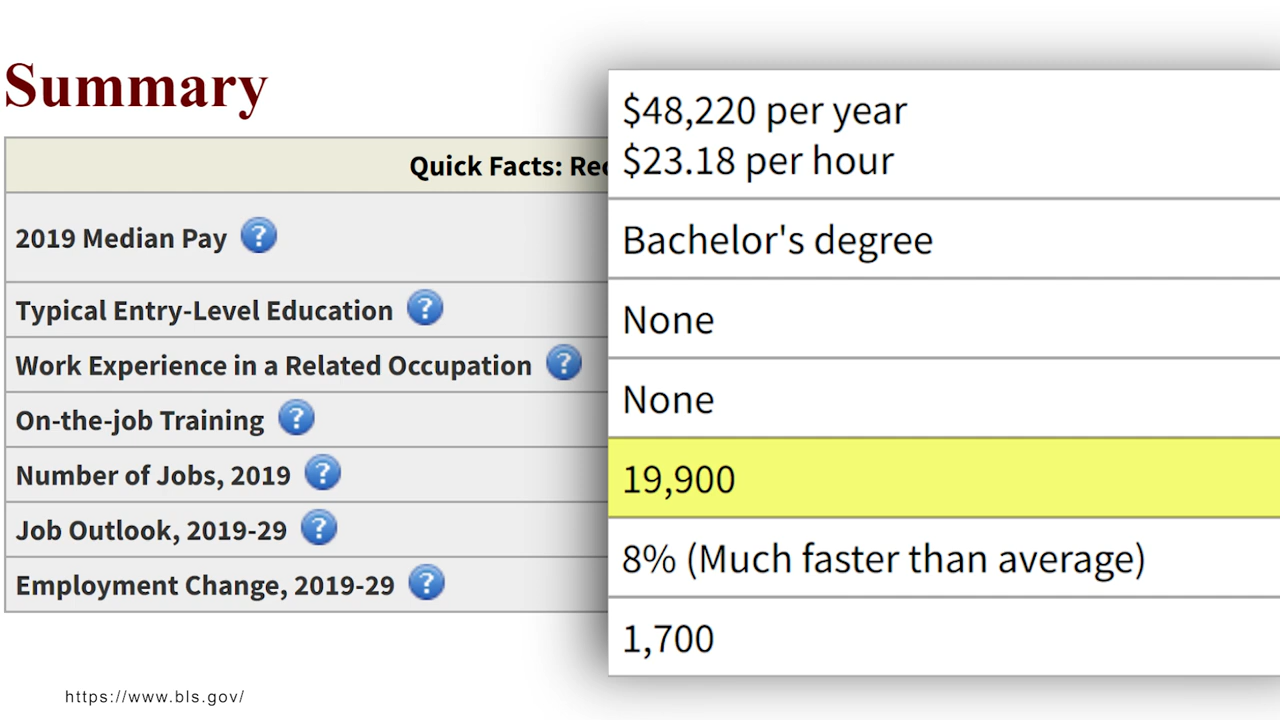 Summary
Quick Facts:
2019 Median Pay ?
$48,220 per year
$23.18 per hour
Typical Entry-Level Education ?
Bachelor's degree
Work Experience in a Related Occupation ?
None
On-the-job Training ?
None
Number of Jobs, 2019 ?
19,900
Job Outlook, 2019-29 ?
8% (Much faster than average)
Employment Change, 2019-29 ?
1,700
https://www.bls.gov/